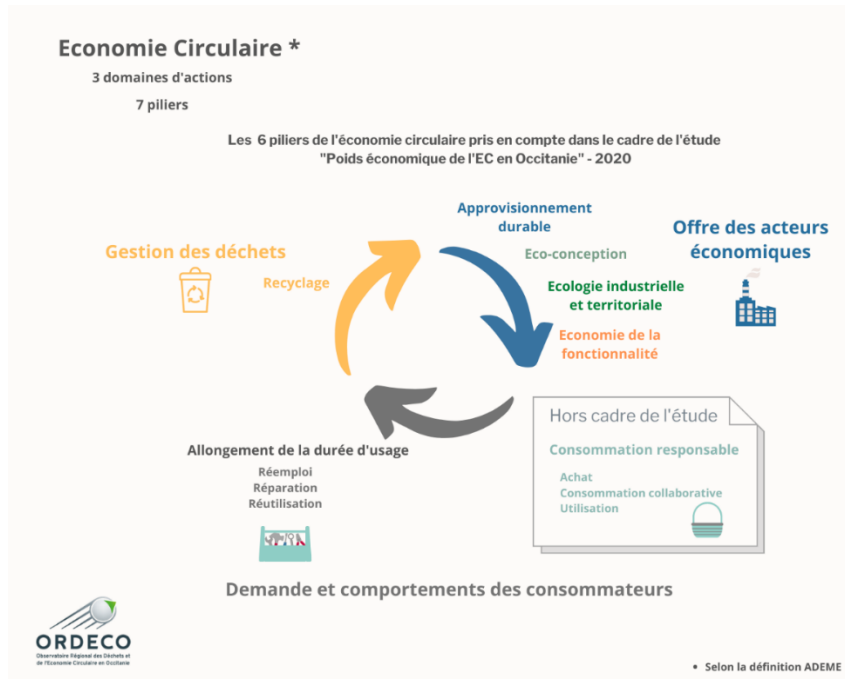 Economie Circulaire *
3 domaines d'actions
7 piliers
Les 6 piliers de l'économie circulaire pris en compte dans le cadre de l'étude
"Poids économique de l'EC en Occitanie" - 2020
Approvisionnement
durable
Offre des acteurs
économiques
Gestion des déchets
Eco-conception
Recyclage
Ecologie industrielle
et territoriale
Economie de la
fonctionnalité
Hors cadre de l'étude
Consommation responsable
Achat
Consommation collaborative
Utilisation
Allongement de la durée d'usage
Réemploi
Réparation
Réutilisation
Demande et comportements des consommateurs
ORDECO
Observatoire Régional des Déchets et
de l'Economie Circulaire en Occitanie
• Selon la définition ADEME